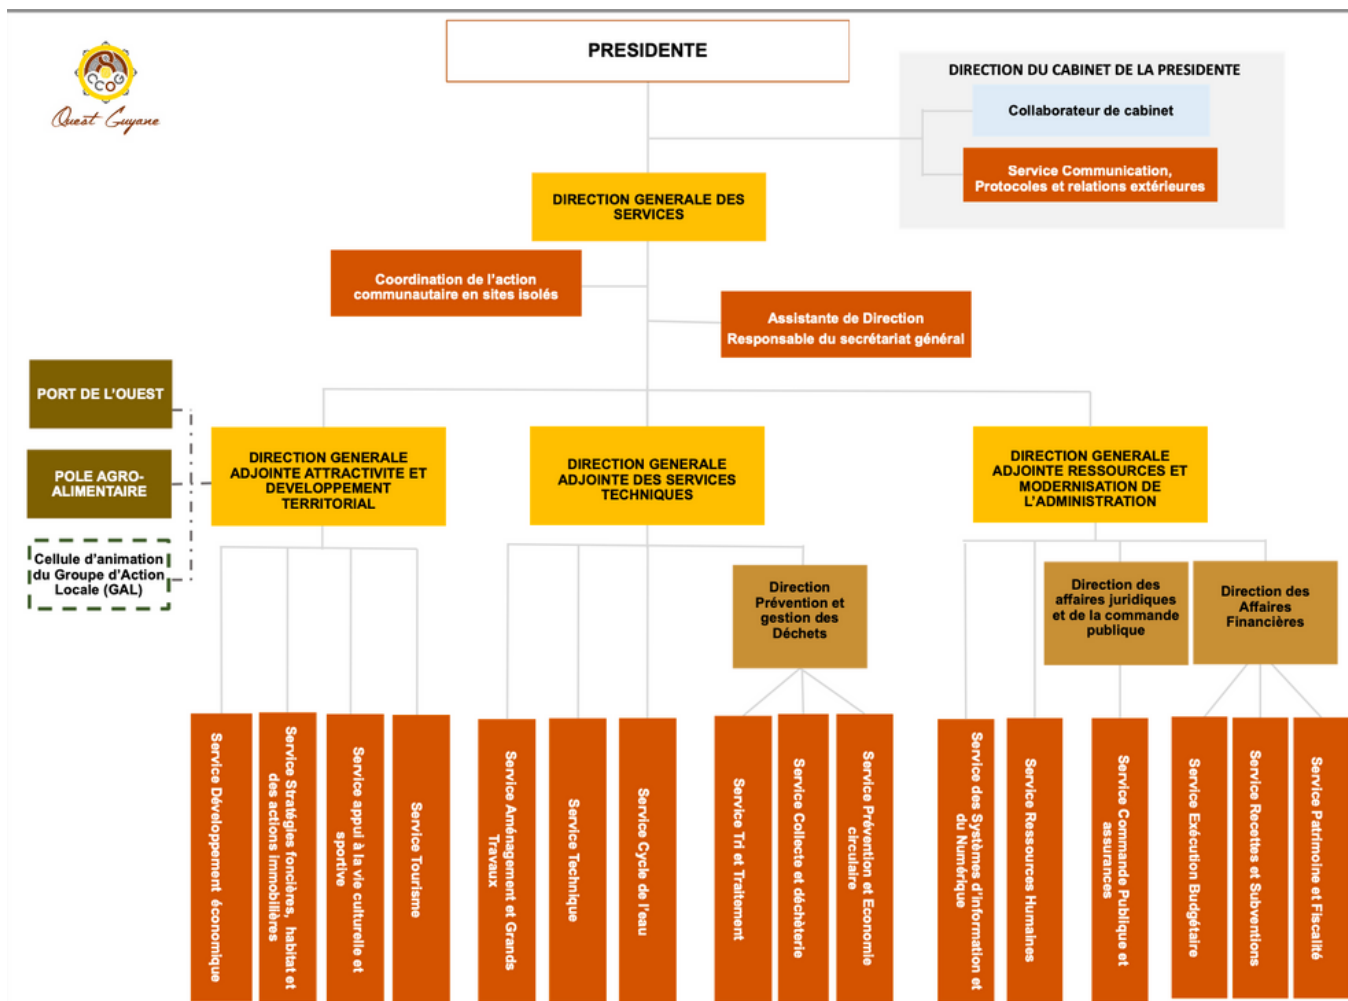 PRESIDENTE
DIRECTION DU CABINET DE LA PRESIDENTE
Collaborateur de cabinet
Service Communication,
Protocoles et relations extérieures
CCOG
Ouest Guyane
DIRECTION GENERALE DES
SERVICES
Coordination de l'action
communautaire en sites isolés
Assistante de Direction
Responsable du secrétariat général
PORT DE L'OUEST
POLE AGRO-
ALIMENTAIRE
Cellule d'animation
du Groupe d'Action
Locale (GAL)
DIRECTION GENERALE
ADJOINTE ATTRACTIVITE ET
DEVELOPPEMENT
TERRITORIAL
DIRECTION GENERALE
ADJOINTE DES SERVICES
TECHNIQUES
DIRECTION GENERALE
ADJOINTE RESSOURCES ET
MODERNISATION DE
L'ADMINISTRATION
Direction
Prévention et
gestion des
Déchets
Direction des
affaires juridiques
et de la commande
publique
Direction des
Affaires
Financières
Service Développement économique
Service Stratégies foncières, habitat et
des actions immobilières
Service appui à la vie culturelle et
sportive
Service Tourisme
Service Aménagement et Grands
Travaux
Service Technique
Service Cycle de l'eau
Service Tri et Traitement
Service Collecte et déchèterie
Service Prévention et Economie
circulaire
Service des Systèmes d'information et
du Numérique
Service Ressources Humaines
Service Commande Publique et
assurances
Service Exécution Budgétaire
Service Recettes et Subventions
Service Patrimoine et Fiscalité